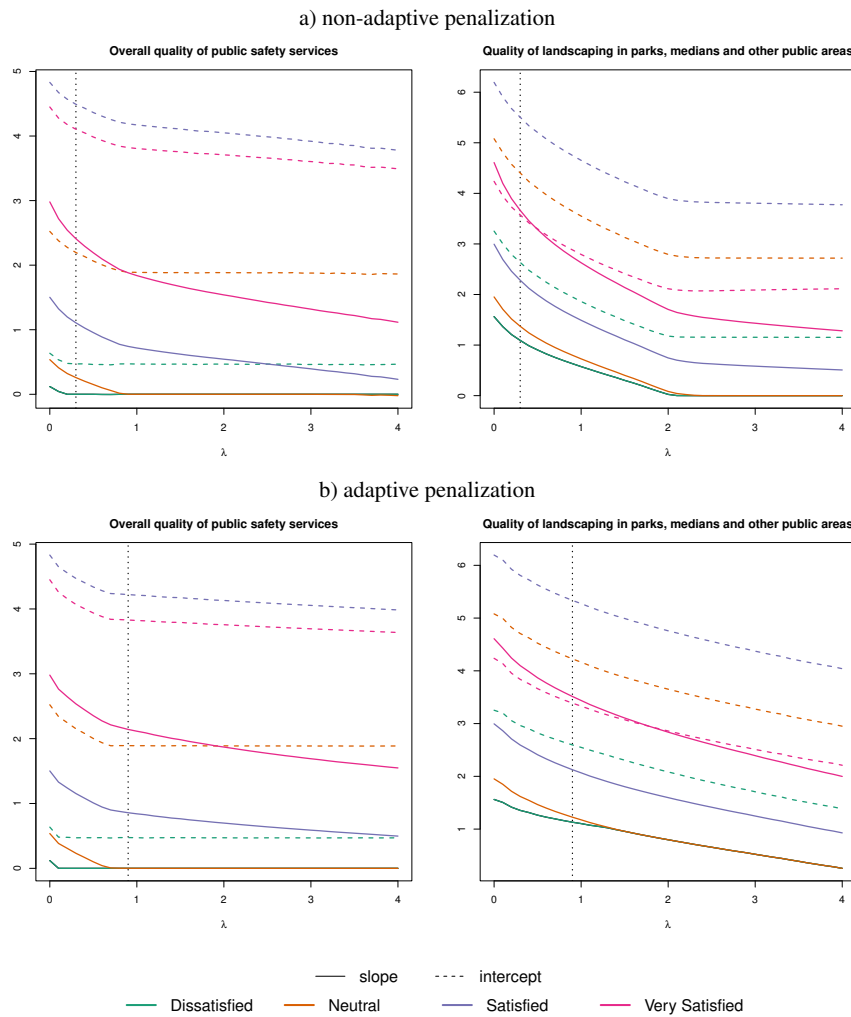 a) non-adaptive penalization
Overall quality of public safety services
Quality of landscaping in parks, medians and other public areas
0 1 2 3 4 5
0 1 2 3 4 5 6
0 1 2 3 4
0 1 2 3 4
λ
λ
b) adaptive penalization
Overall quality of public safety services
Quality of landscaping in parks, medians and other public areas
0 1 2 3 4 5
1 2 3 4 5 6
0 1 2 3 4
0 1 2 3 4
λ
λ
slope intercept
Dissatisfied Neutral Satisfied Very Satisfied